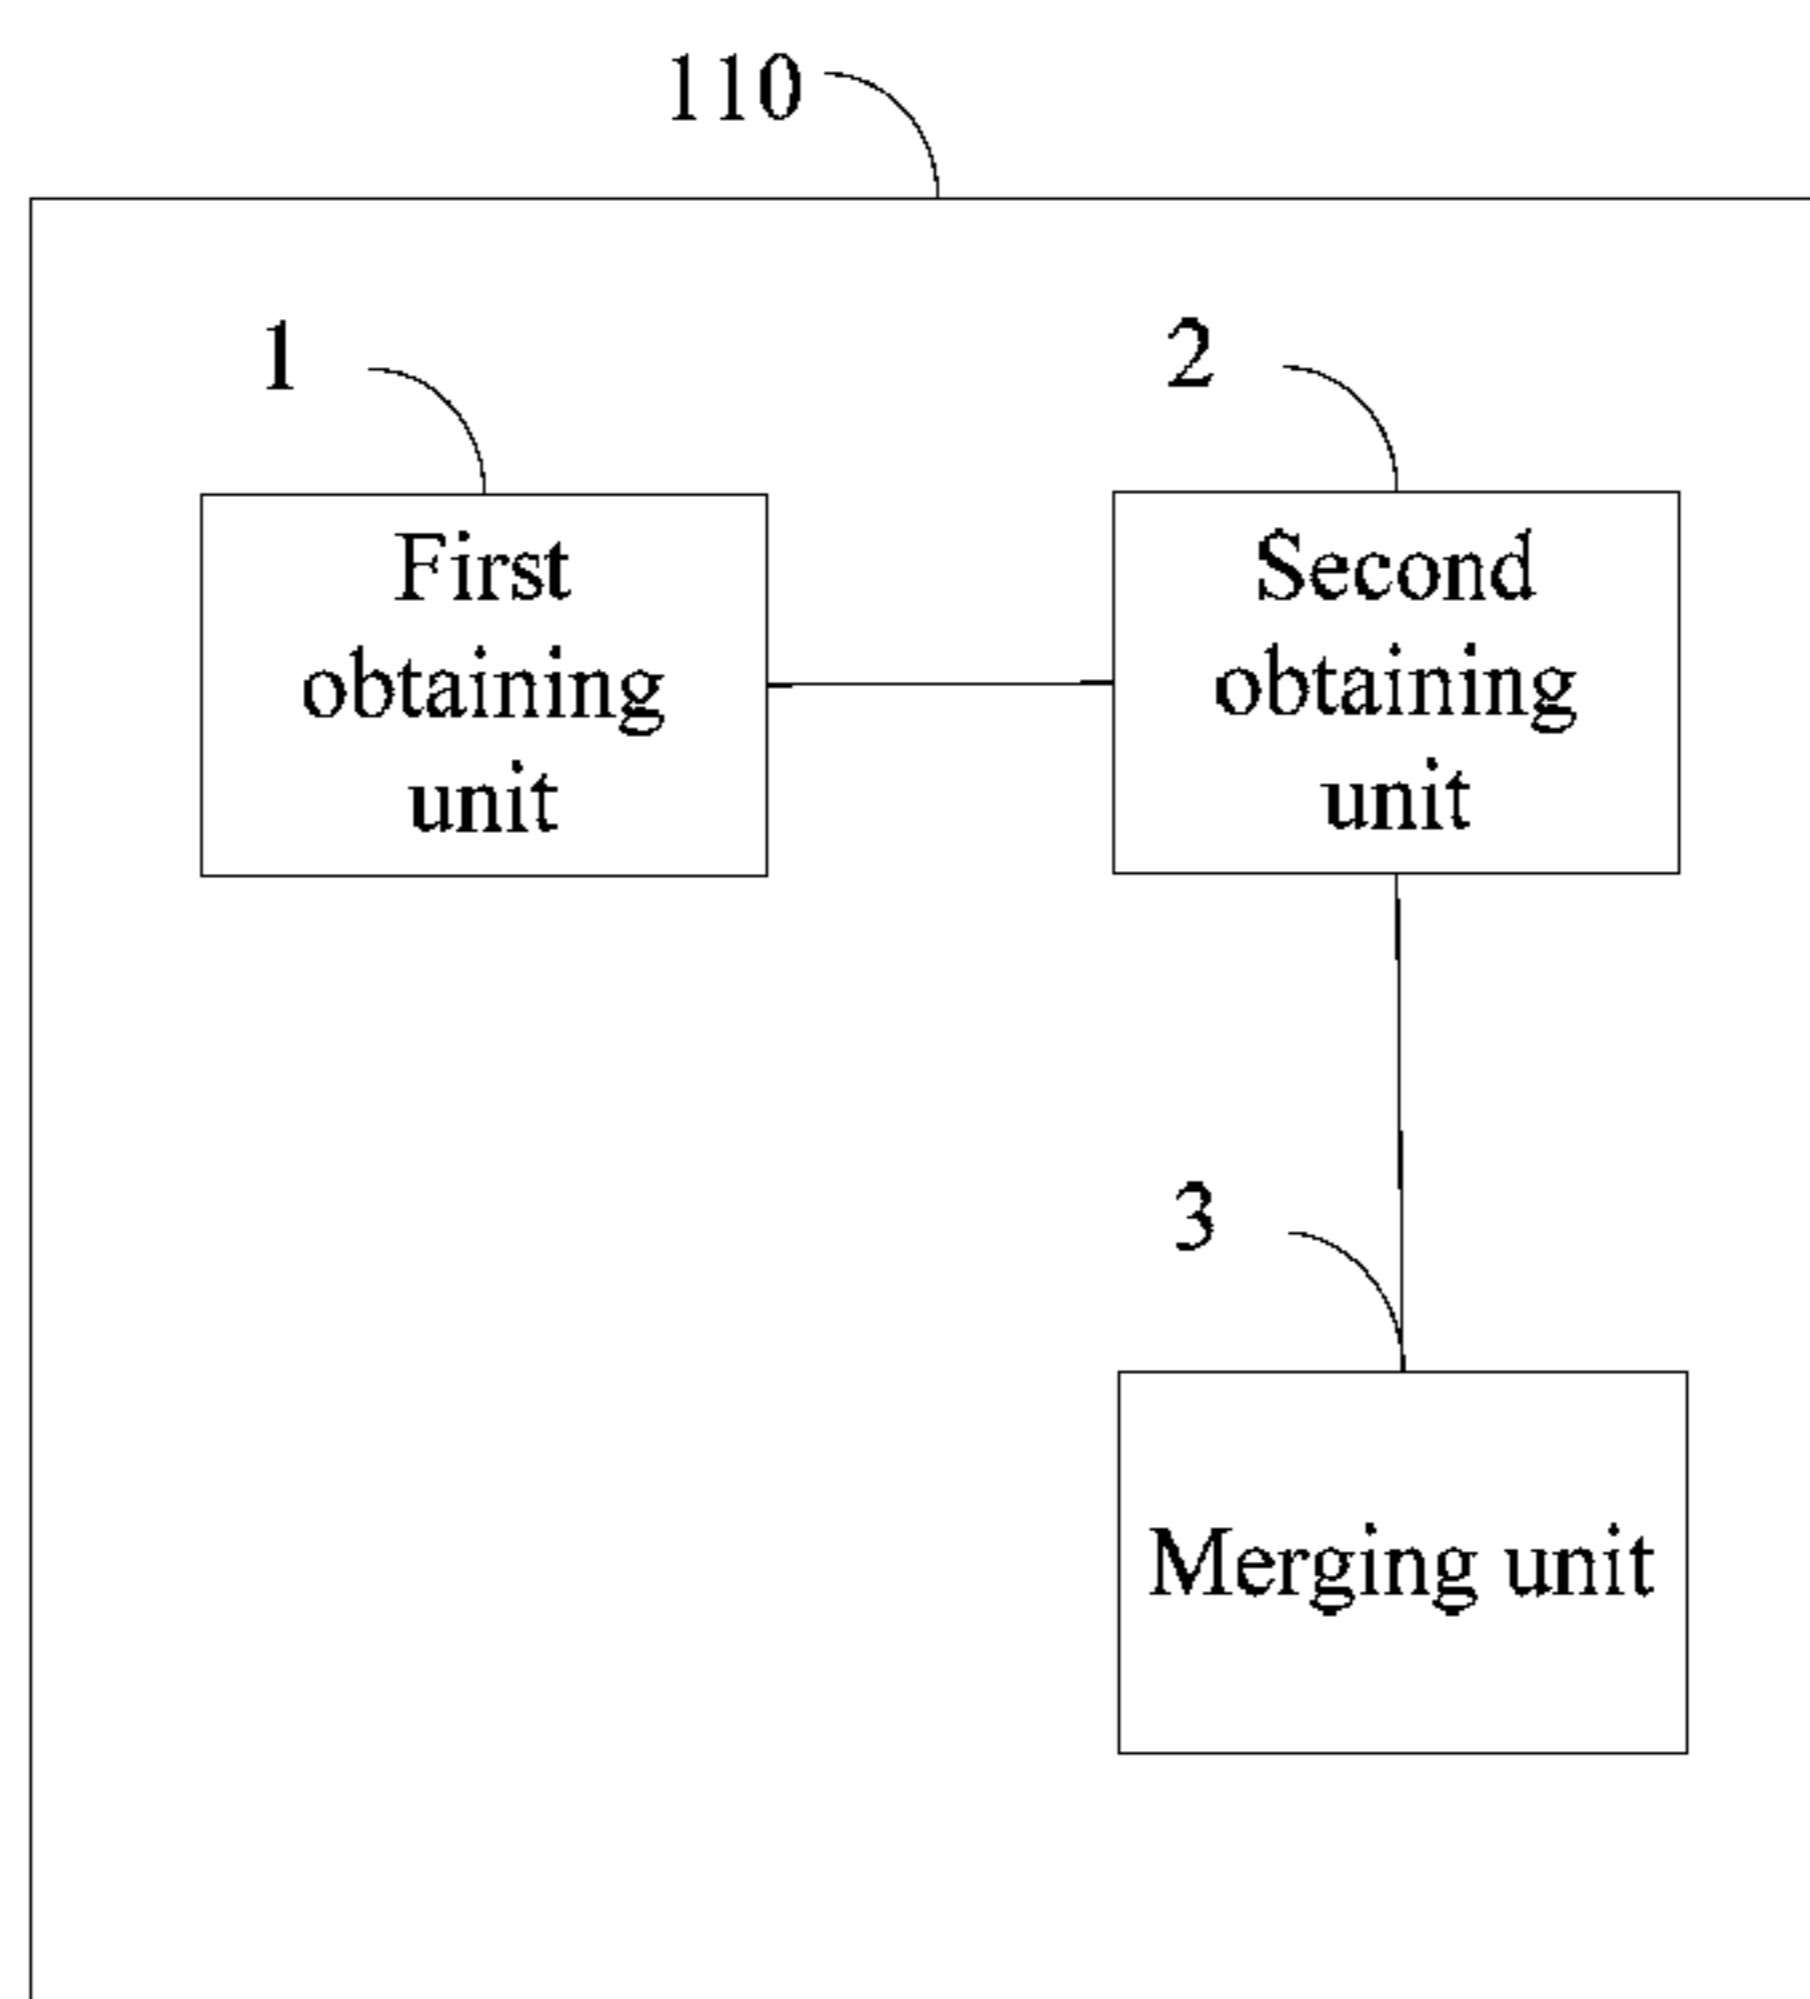 110
1
2
First
obtaining
unit
Second
obtaining
unit
3
Merging unit